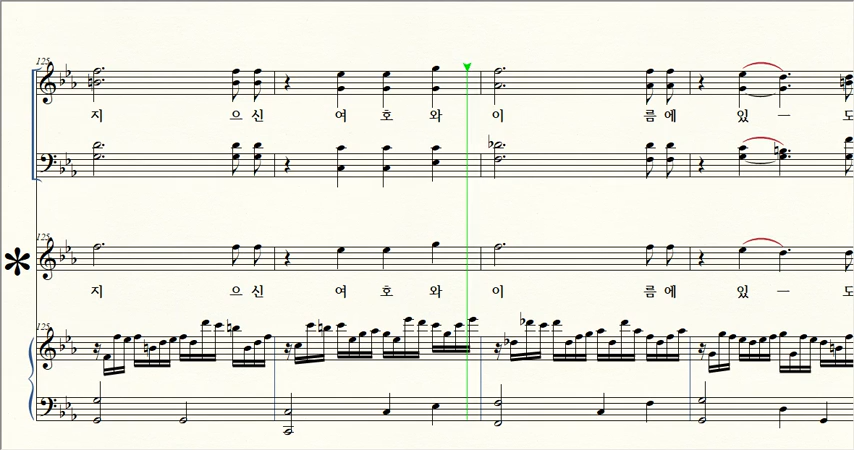 125
지 으 신 여 호 와 이 름 에 있 ㅡ 도
125
지 으 신 여 호 와 이 름 에 있 ㅡ 도
125